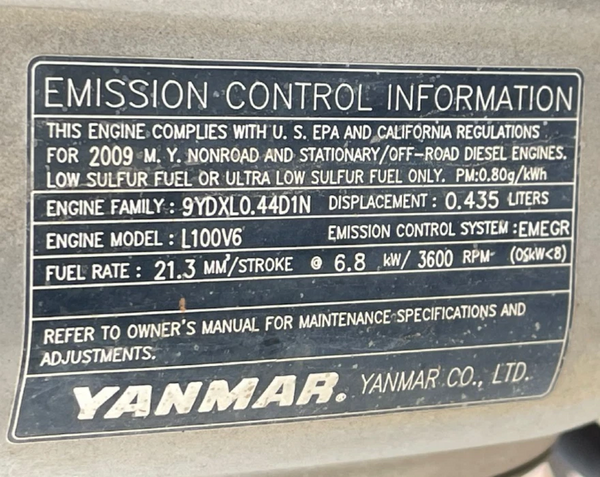 EMISSION CONTROL INFORMATION
THIS ENGINE COMPLIES WITH U. S. EPA AND CALIFORNIA REGULATIONS
FOR 2009 M. Y. NONROAD AND STATIONARY/OFF-ROAD DIESEL ENGINES.
LOW SULFUR FUEL OR ULTRA LOW SULFUR FUEL ONLY. PM:0.80g/kWh
ENGINE FAMILY : 9YDXL0.44D1N DISPLACEMENT : 0.435 LITERS
ENGINE MODEL : L100V6 EMISSION CONTROL SYSTEM : EMEGR
FUEL RATE : 21.3 MM³/STROKE @ 6.8 kW/ 3600 RPM (0≤kW<8)
REFER TO OWNER'S MANUAL FOR MAINTENANCE SPECIFICATIONS AND
ADJUSTMENTS.
YANMAR. YANMAR CO., LTD.